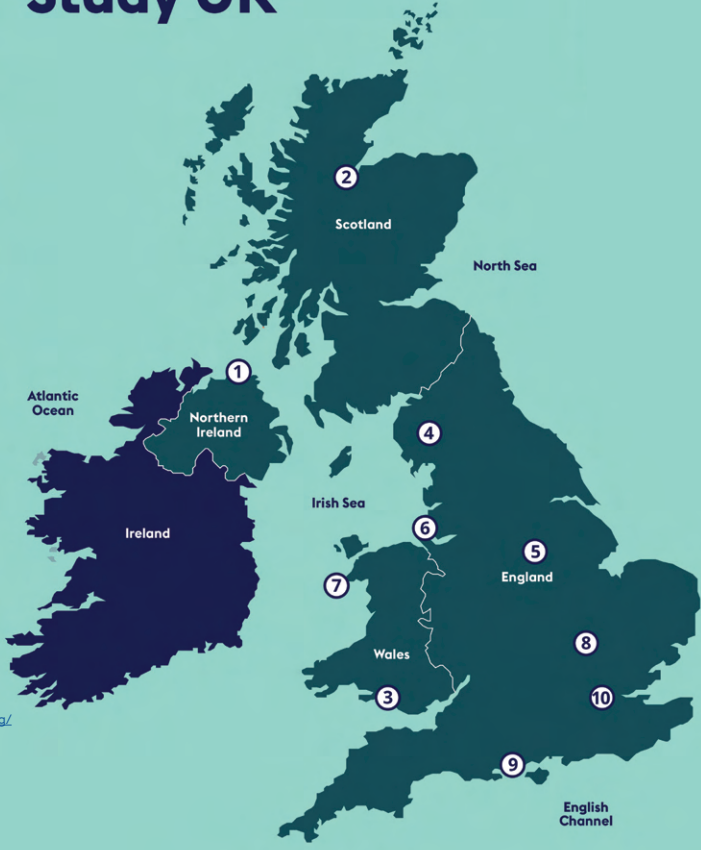 Study UK
2
Scotland
North Sea
1
Atlantic
Ocean
Northern
Ireland
4
Irish Sea
Ireland
6
5
England
7
Wales
8
3
10
g/
9
English
Channel